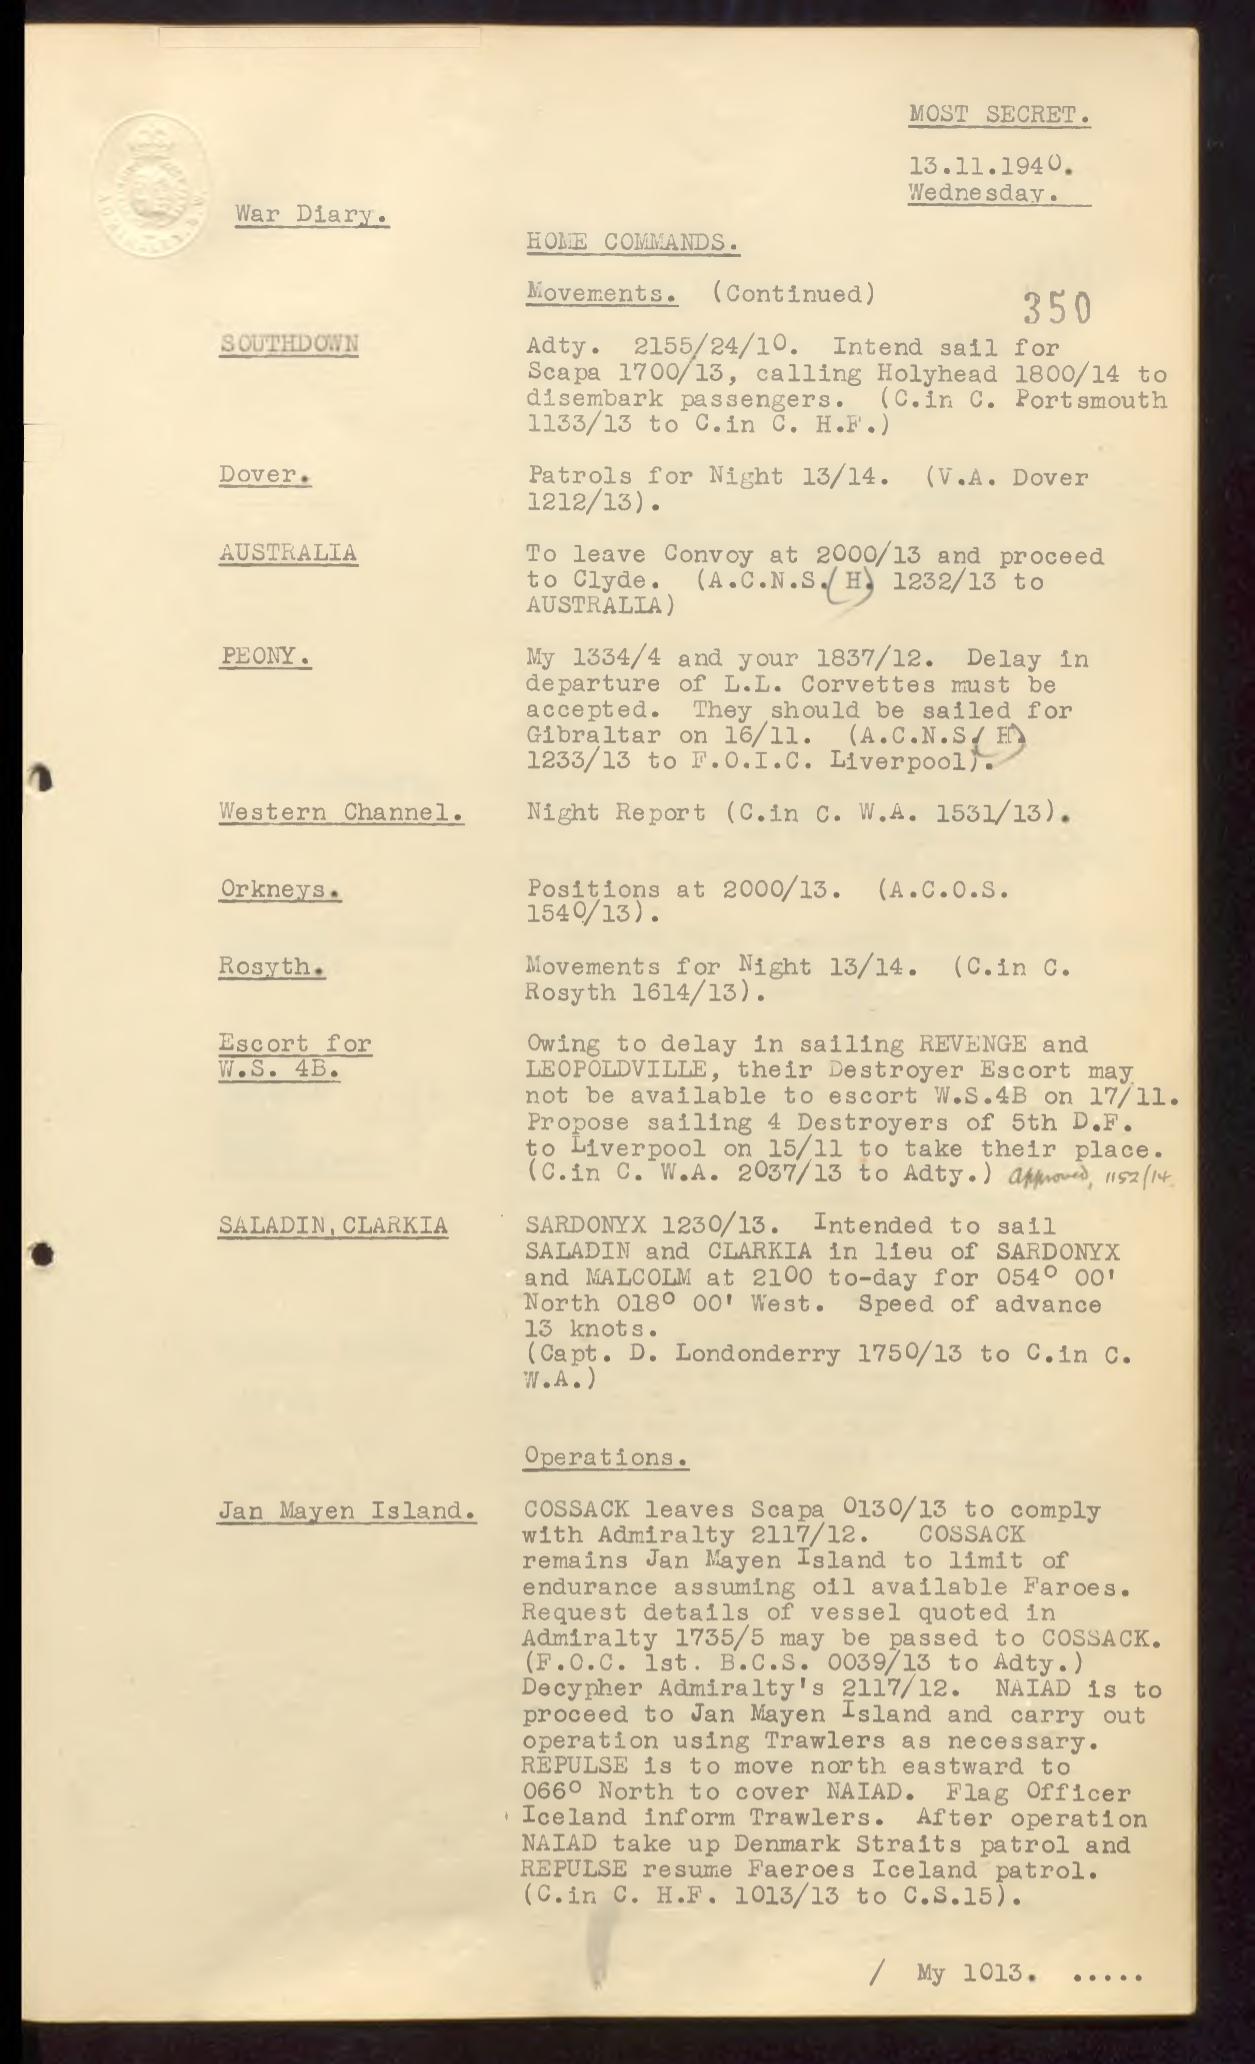 MOST SECRET.
13.11.1940.
Wednesday.
War Diary.
HOME COMMANDS.
Movements. (Continued)
350
SOUTHDOWN
Adty. 2155/24/10. Intend sail for
Scapa 1700/13, calling Holyhead 1800/14 to
disembark passengers. (C.in C. Portsmouth
1133/13 to C.in C. H.F.)
Dover.
Patrols for Night 13/14. (V.A. Dover
1212/13).
AUSTRALIA
To leave Convoy at 2000/13 and proceed
to Clyde. (A.C.N.S.(H) 1232/13 to
AUSTRALIA)
PEONY.
My 1334/4 and your 1837/12. Delay in
departure of L.L. Corvettes must be
accepted. They should be sailed for
Gibraltar on 16/11. (A.C.N.S.(H)
1233/13 to F.O.I.C. Liverpool).
Western Channel.
Night Report (C.in C. W.A. 1531/13).
Orkneys.
Positions at 2000/13. (A.C.O.S.
1540/13).
Rosyth.
Movements for Night 13/14. (C.in C.
Rosyth 1614/13).
Escort for
W.S. 4B.
Owing to delay in sailing REVENGE and
LEOPOLDVILLE, their Destroyer Escort may
not be available to escort W.S.4B on 17/11.
Propose sailing 4 Destroyers of 5th D.F.
to Liverpool on 15/11 to take their place.
(C.in C. W.A. 2037/13 to Adty.) Approved, 1152/14.
SALADIN, CLARKIA
SARDONYX 1230/13. Intended to sail
SALADIN and CLARKIA in lieu of SARDONYX
and MALCOLM at 2100 to-day for 054° 00'
North 018° 00' West. Speed of advance
13 knots.
(Capt. D. Londonderry 1750/13 to C.in C.
W.A.)
Operations.
Jan Mayen Island.
COSSACK leaves Scapa 0130/13 to comply
with Admiralty 2117/12. COSSACK
remains Jan Mayen Island to limit of
endurance assuming oil available Faroes.
Request details of vessel quoted in
Admiralty 1735/5 may be passed to COSSACK.
(F.O.C. 1st. B.C.S. 0039/13 to Adty.)
Decypher Admiralty's 2117/12. NAIAD is to
proceed to Jan Mayen Island and carry out
operation using Trawlers as necessary.
REPULSE is to move north eastward to
066° North to cover NAIAD. Flag Officer
Iceland inform Trawlers. After operation
NAIAD take up Denmark Straits patrol and
REPULSE resume Faeroes Iceland patrol.
(C.in C. H.F. 1013/13 to C.S.15).
/ My 1013. .....